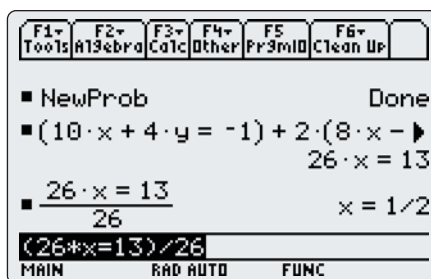 F1▾ Tools F2▾ Algebra F3▾ Calc F4▾ Other F5 PrgmIO F6▾ Clean Up
▪ NewProb Done
▪ (10·x + 4·y = ⁻1) + 2·(8·x − ▶
26·x = 13
▪ 26·x = 13
26
x = 1/2
(26*x=13)/26
MAIN RAD AUTO FUNC